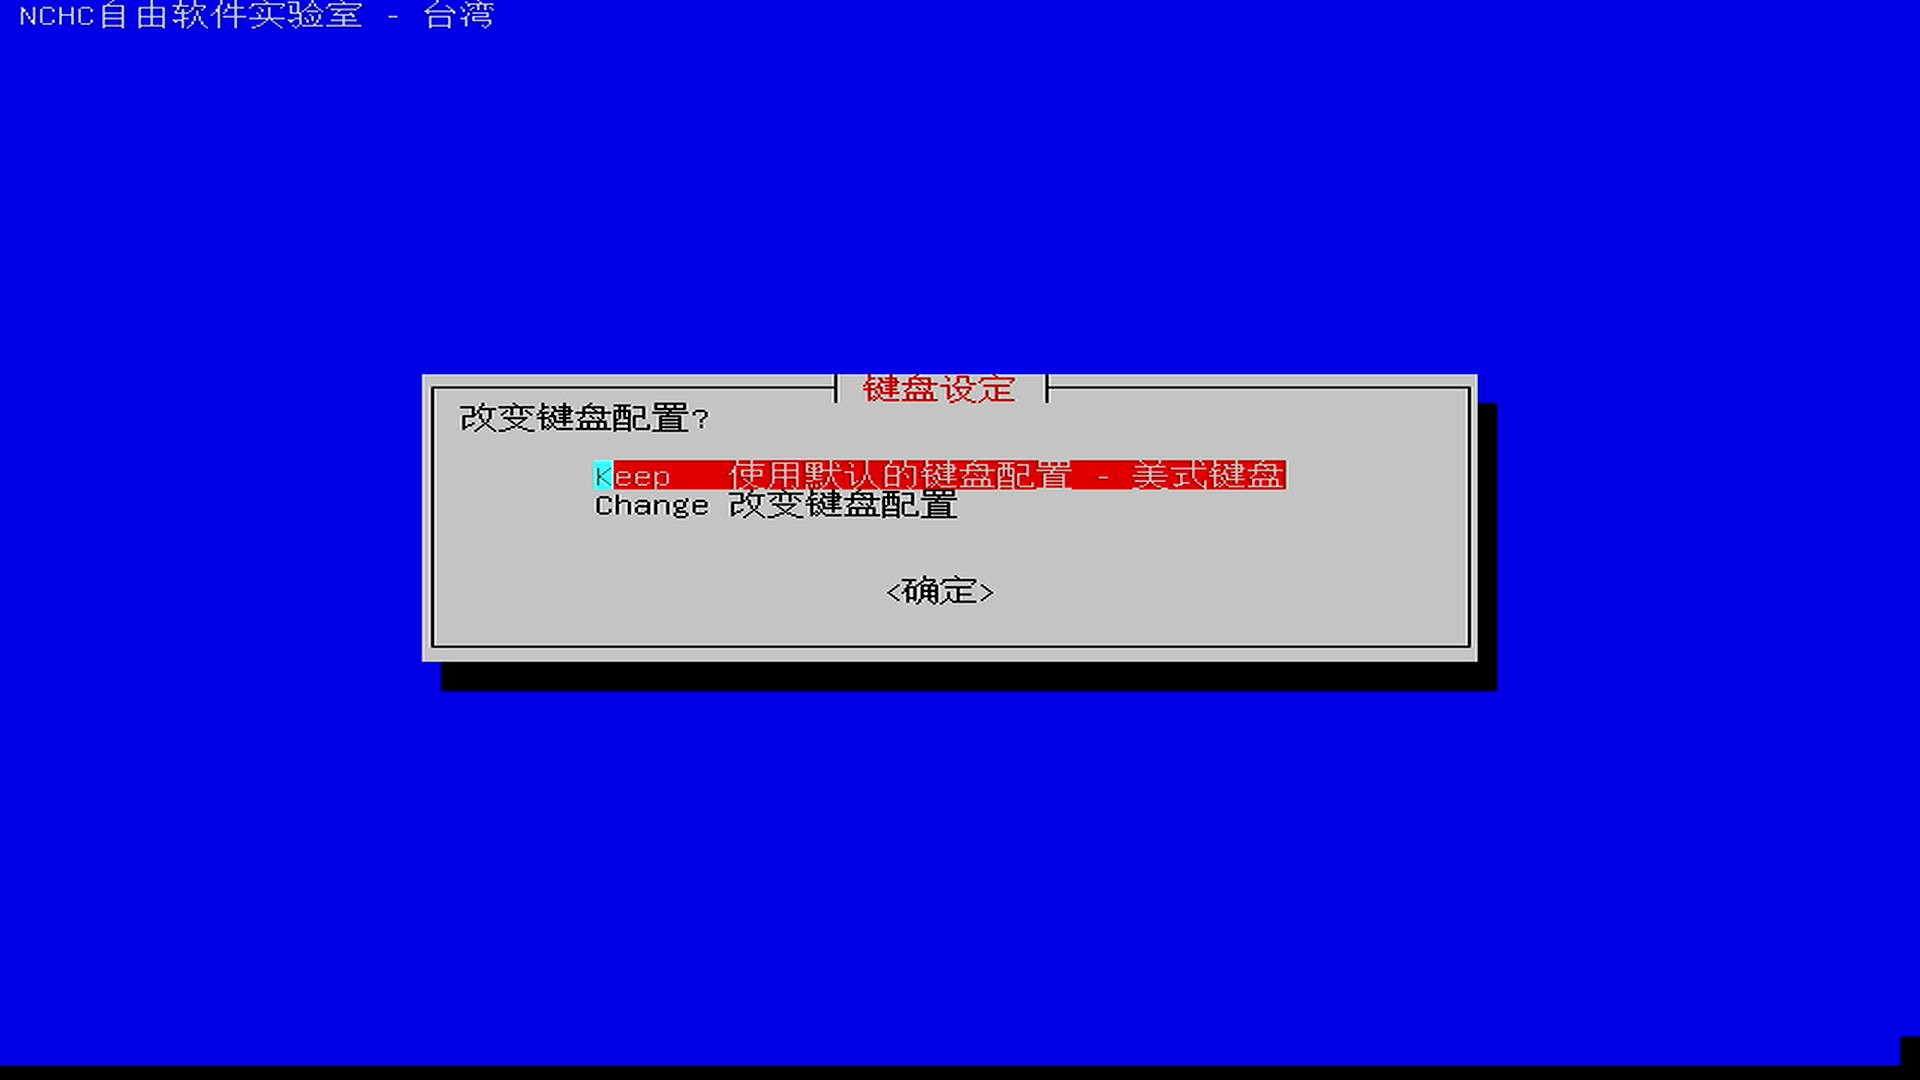 NCHC自由软件实验室 - 台湾
键盘设定
改变键盘配置?
Keep 使用默认的键盘配置 - 美式键盘
Change 改变键盘配置
<确定>